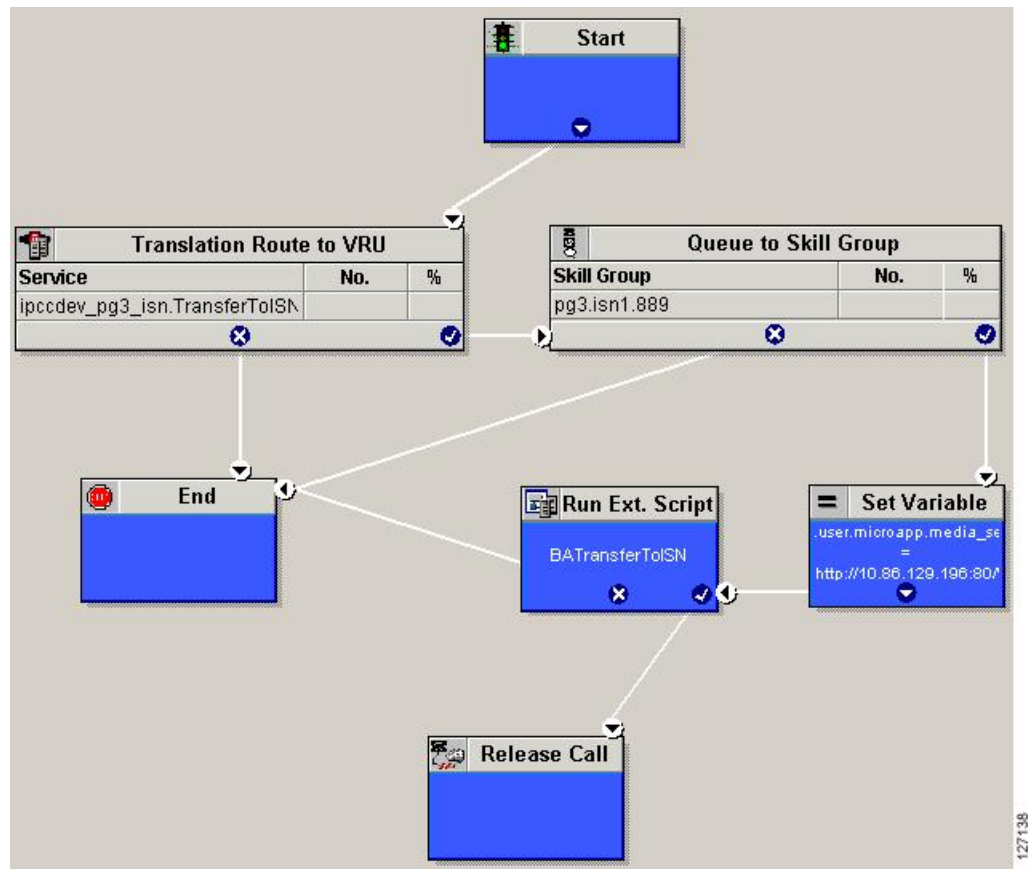 Start
Translation Route to VRU
Service No. %
ipccdev_pg3_isn.TransferToISN
Queue to Skill Group
Skill Group No. %
pg3.isn1.889
End
Run Ext. Script
BATransferToISN
Set Variable
.user.microapp.media_se
=
http://10.86.129.196:80/
Release Call
127138